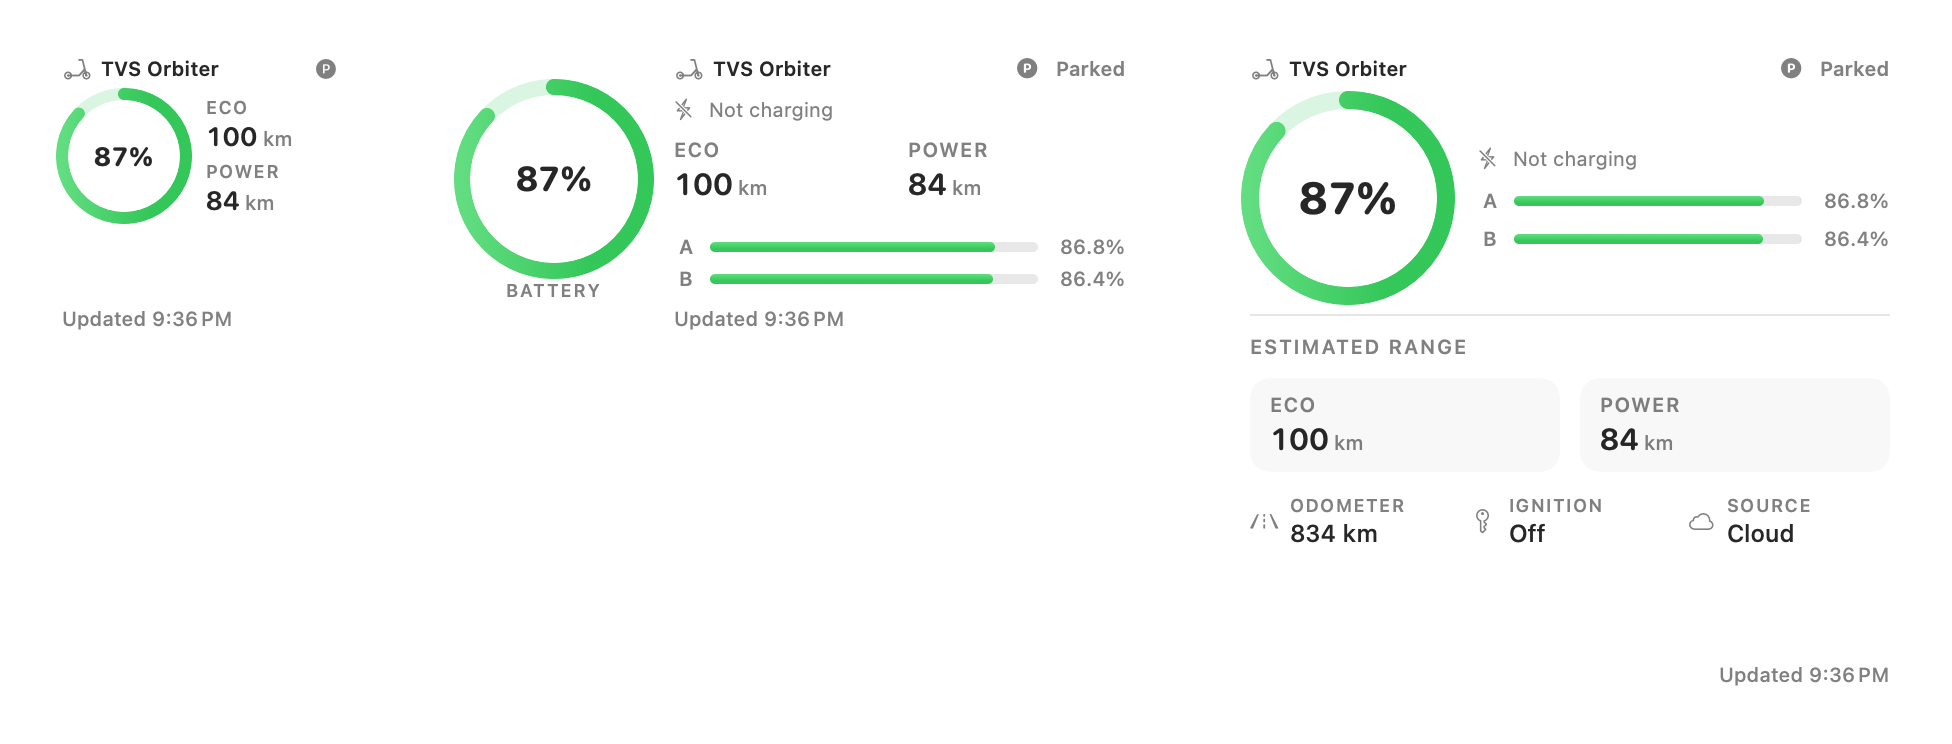 TVS Orbiter P
ECO
100 km
87%
POWER
84 km
Updated 9:36 PM
TVS Orbiter P Parked
Not charging
ECO POWER
87%
100 km 84 km
A 86.8%
B 86.4%
BATTERY
Updated 9:36 PM
TVS Orbiter P Parked
Not charging
87%
A 86.8%
B 86.4%
ESTIMATED RANGE
ECO POWER
100 km 84 km
ODOMETER IGNITION SOURCE
834 km Off Cloud
Updated 9:36 PM